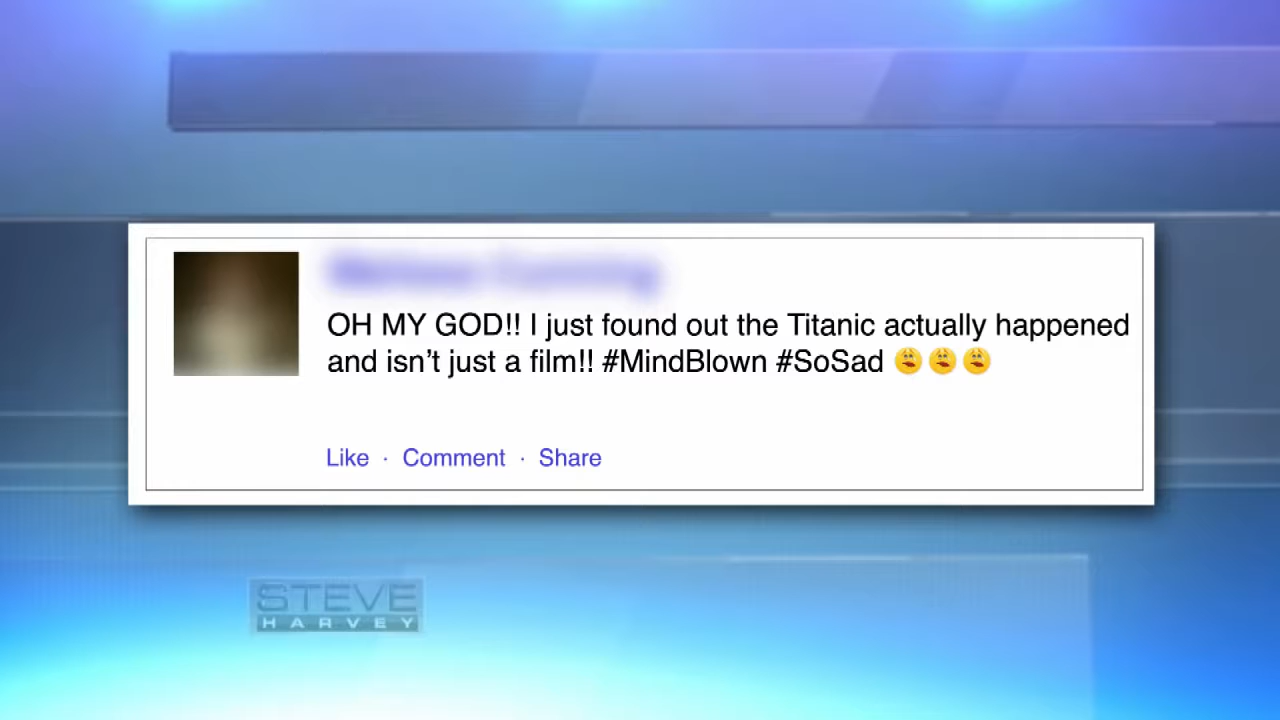 OH MY GOD!! I just found out the Titanic actually happened
and isn't just a film!! #MindBlown #SoSad 😩😩😩
Like · Comment · Share
STEVE
HARVEY